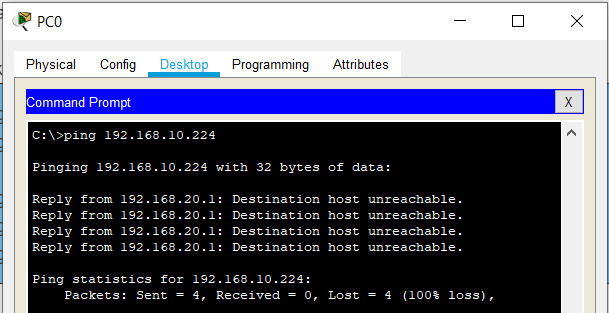 PC0
Physical Config Desktop Programming Attributes
Command Prompt X
C:\>ping 192.168.10.224
Pinging 192.168.10.224 with 32 bytes of data:
Reply from 192.168.20.1: Destination host unreachable.
Reply from 192.168.20.1: Destination host unreachable.
Reply from 192.168.20.1: Destination host unreachable.
Reply from 192.168.20.1: Destination host unreachable.
Ping statistics for 192.168.10.224:
Packets: Sent = 4, Received = 0, Lost = 4 (100% loss),